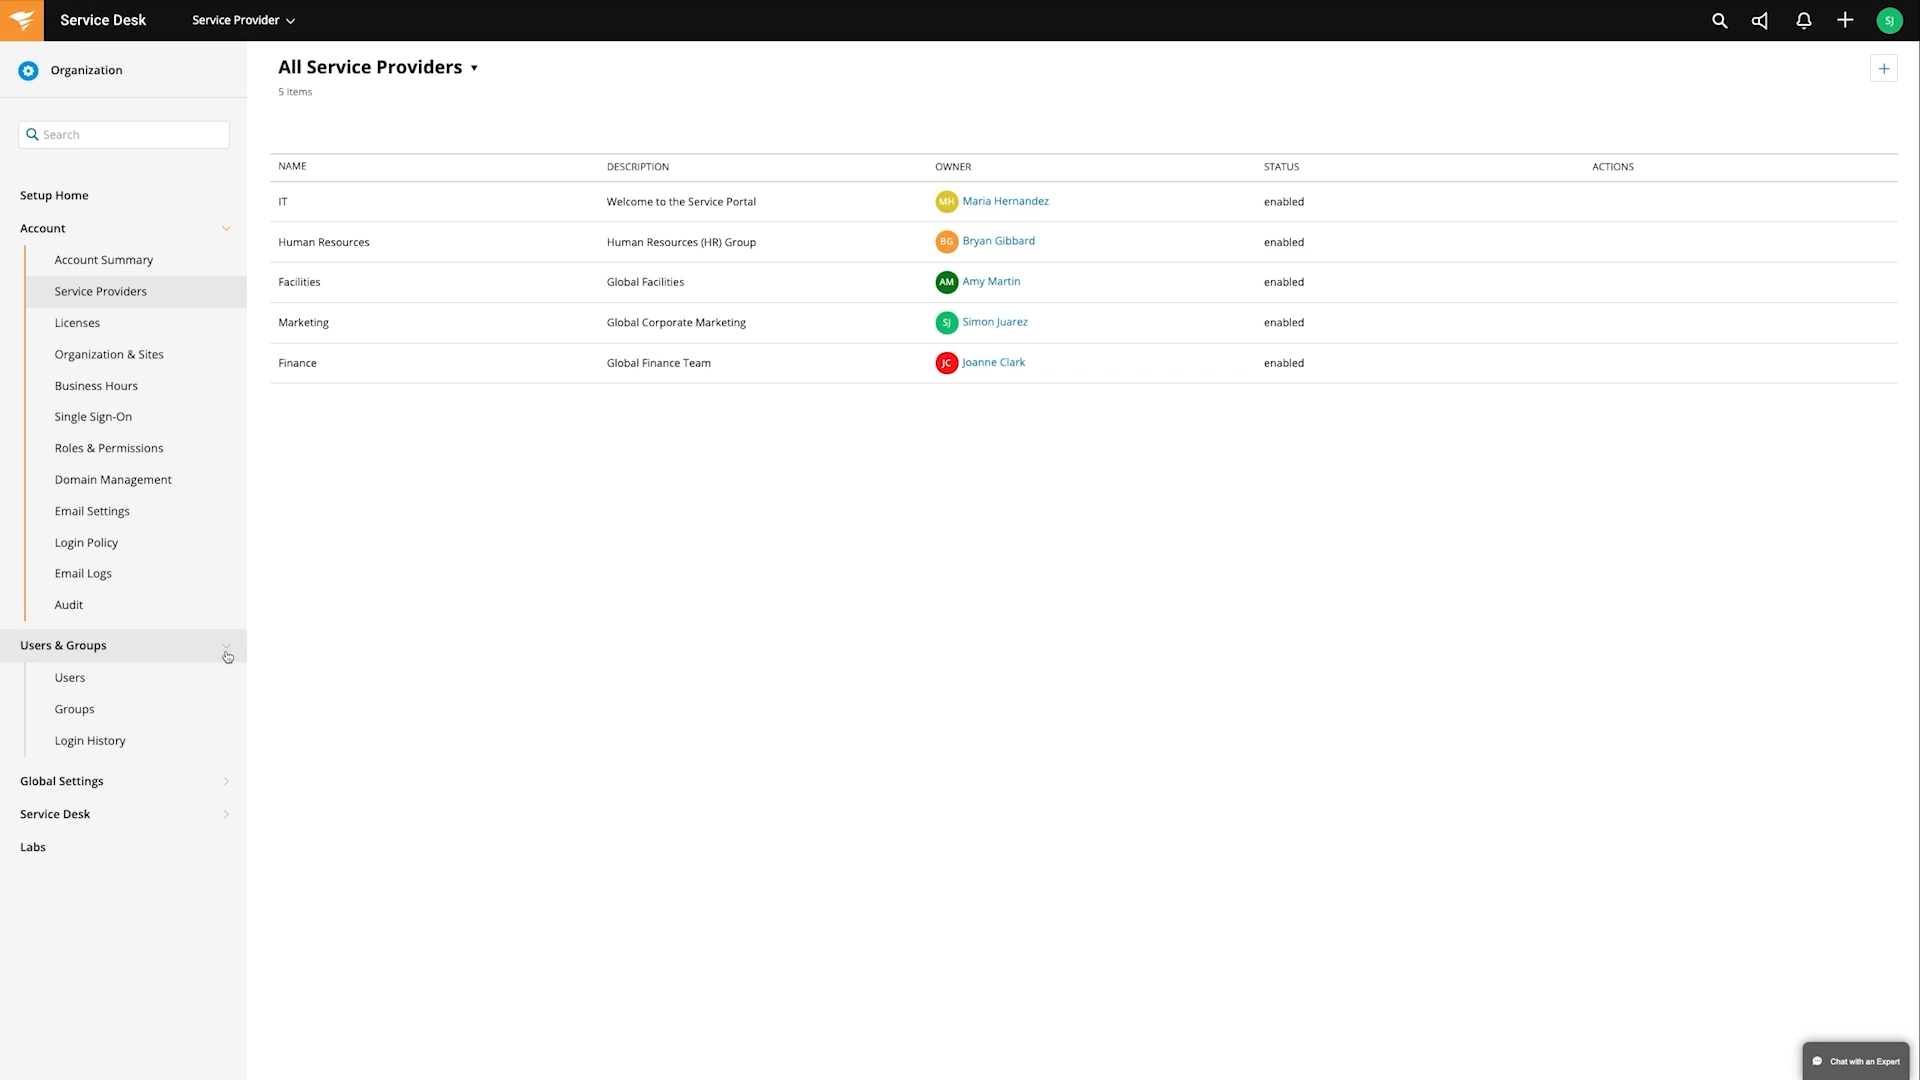 Service Desk
Service Provider
SJ
Organization
Search
Setup Home
Account
Account Summary
Service Providers
Licenses
Organization & Sites
Business Hours
Single Sign-On
Roles & Permissions
Domain Management
Email Settings
Login Policy
Email Logs
Audit
Users & Groups
Users
Groups
Login History
Global Settings
Service Desk
Labs
All Service Providers
5 Items
NAME DESCRIPTION OWNER STATUS ACTIONS
IT Welcome to the Service Portal MH Maria Hernandez enabled
Human Resources Human Resources (HR) Group BG Bryan Gibbard enabled
Facilities Global Facilities AM Amy Martin enabled
Marketing Global Corporate Marketing SJ Simon Juarez enabled
Finance Global Finance Team JC Joanne Clark enabled
Chat with an Expert